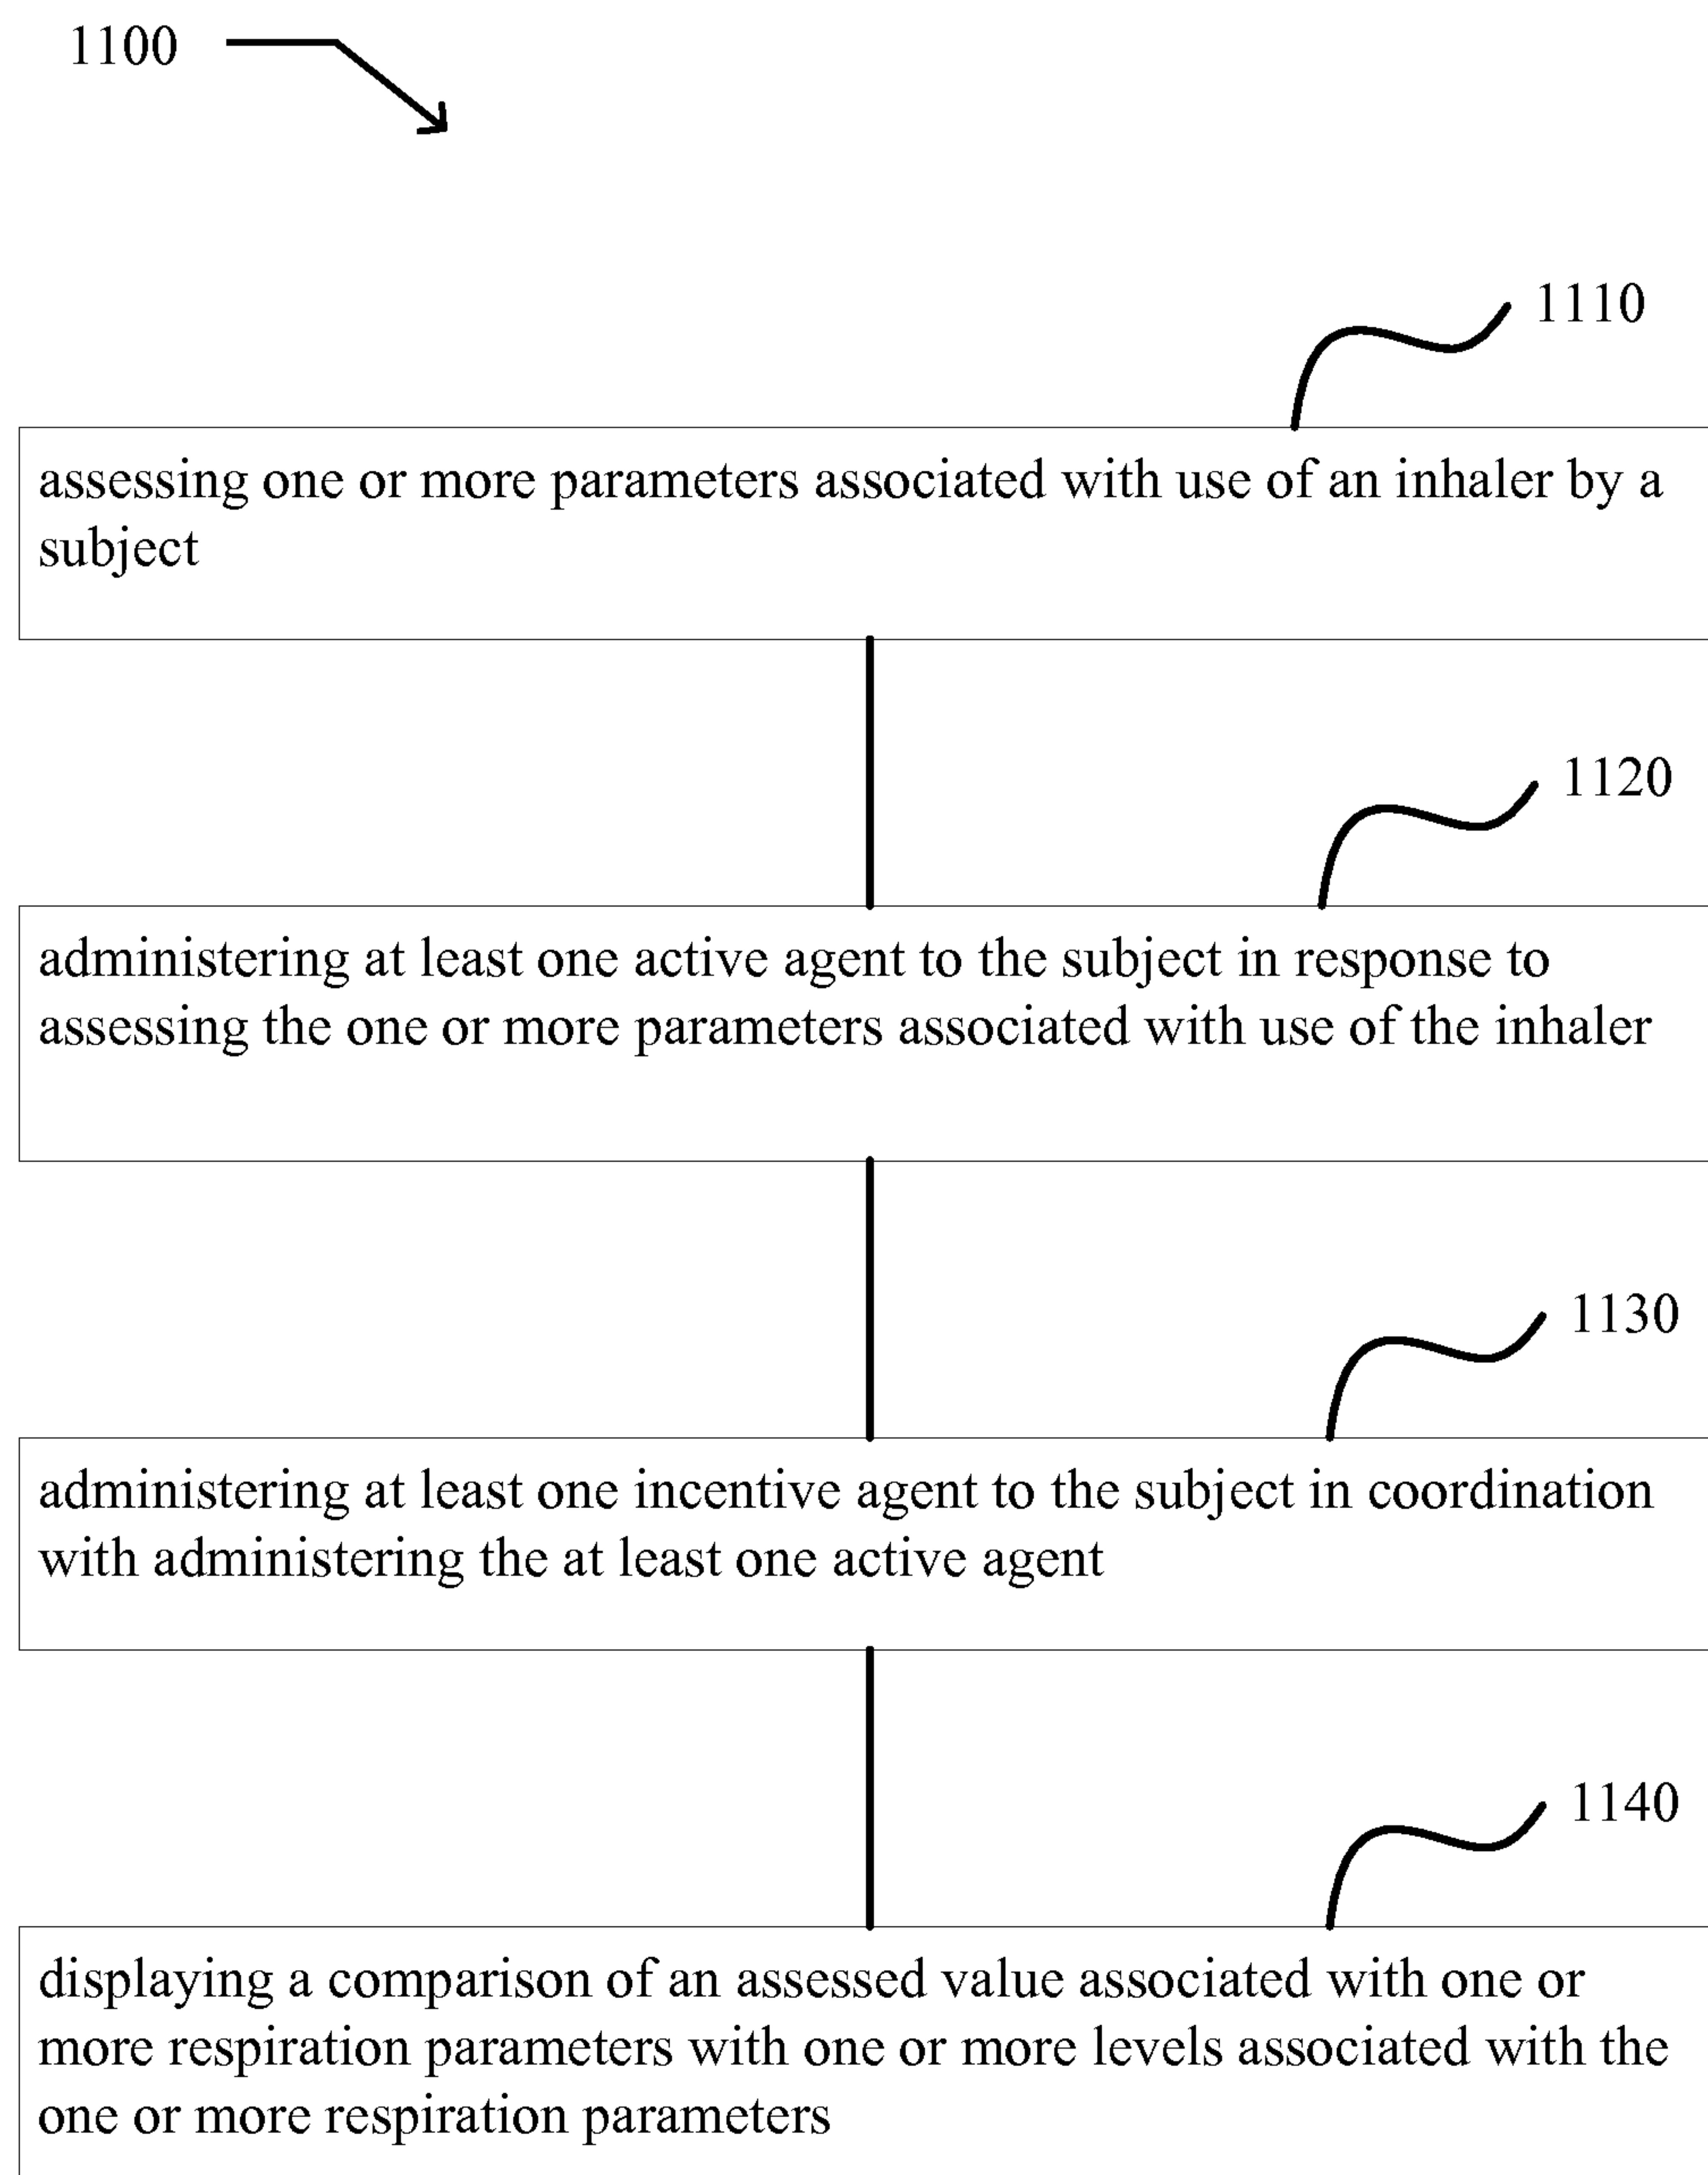 1100
1110
assessing one or more parameters associated with use of an inhaler by a
subject
1120
administering at least one active agent to the subject in response to
assessing the one or more parameters associated with use of the inhaler
1130
administering at least one incentive agent to the subject in coordination
with administering the at least one active agent
1140
displaying a comparison of an assessed value associated with one or
more respiration parameters with one or more levels associated with the
one or more respiration parameters